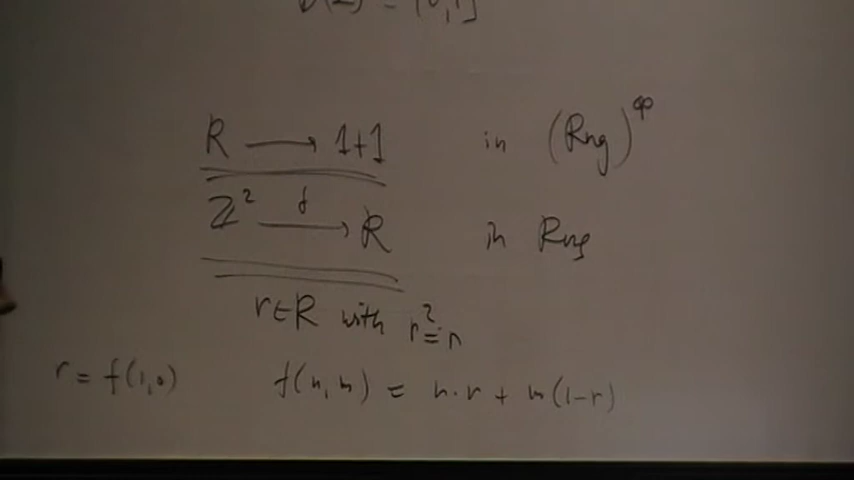 R → 1+1 in (Rng)^op
ℤ² →^f R in Rng
r∈R with r² = r
r = f(1,0) f(n,m) = n·r + m(1-r)